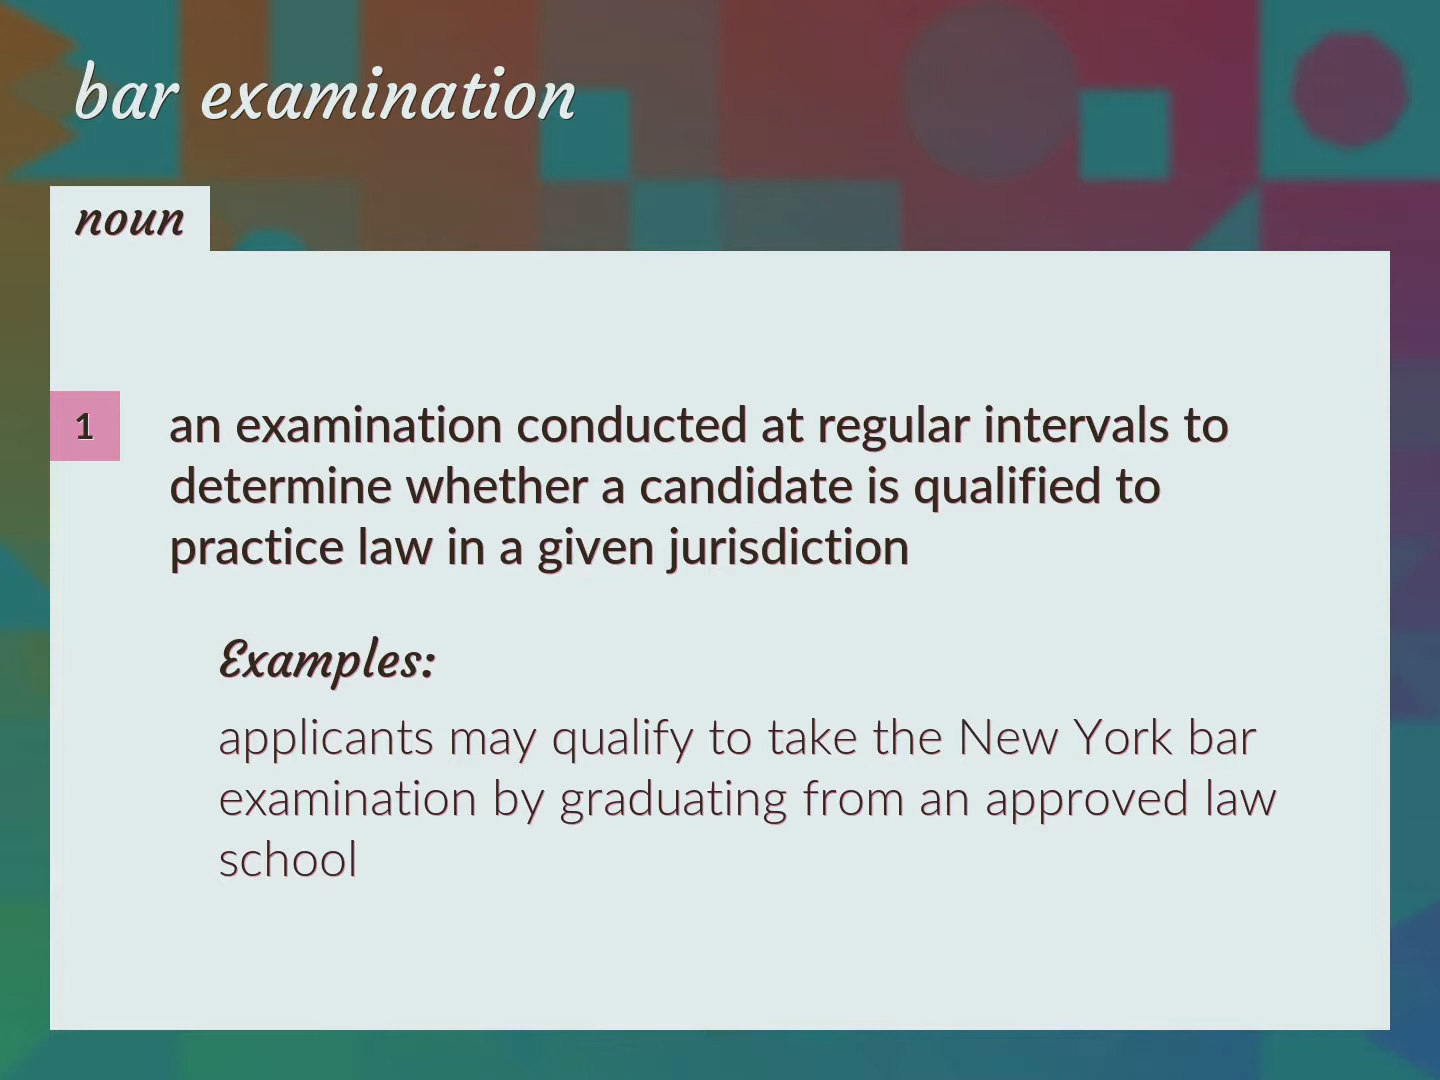 bar examination
noun
1
an examination conducted at regular intervals to
determine whether a candidate is qualified to
practice law in a given jurisdiction
Examples:
applicants may qualify to take the New York bar
examination by graduating from an approved law
school